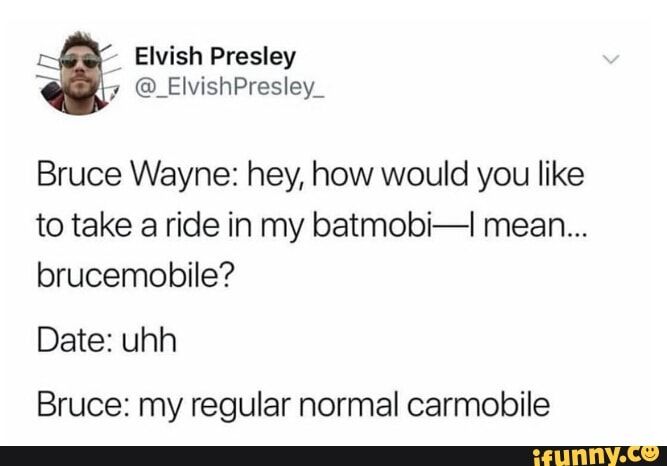 Elvish Presley
@_ElvishPresley_
Bruce Wayne: hey, how would you like
to take a ride in my batmobi—I mean...
brucemobile?
Date: uhh
Bruce: my regular normal carmobile
ifunny.co